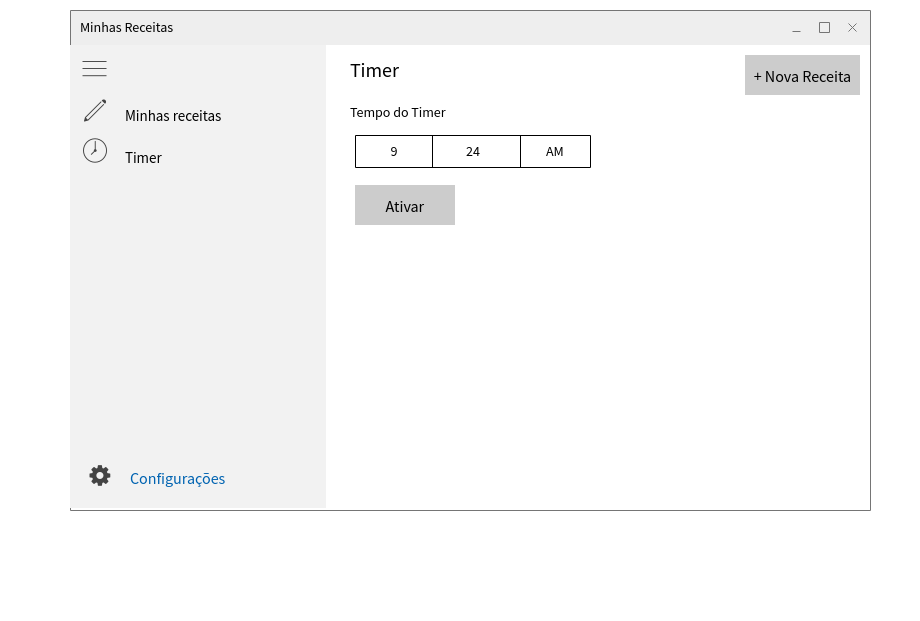 Minhas Receitas
Minhas receitas
Timer
Configurações
Timer
+ Nova Receita
Tempo do Timer
9 24 AM
Ativar